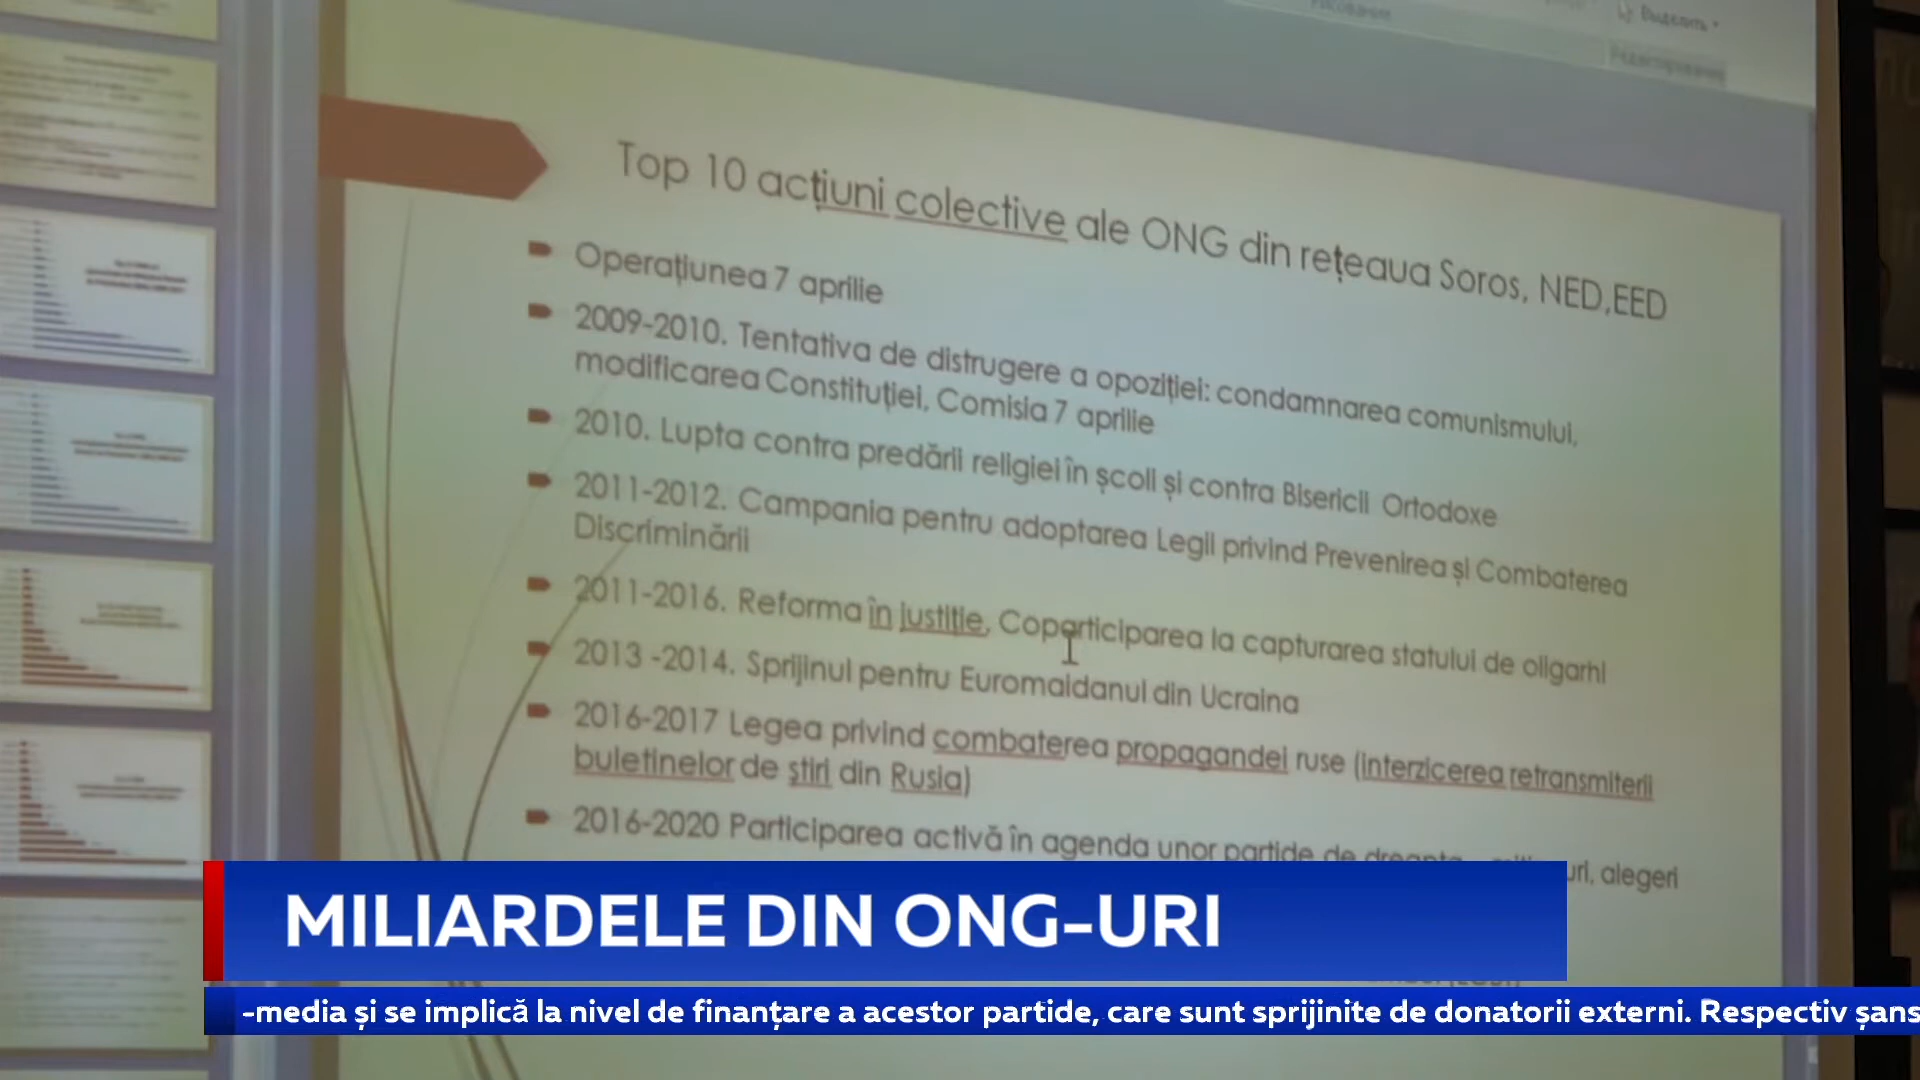 Выделить
Редактирование
Top 10 acțiuni colective ale ONG din rețeaua Soros, NED,EED
Operațiunea 7 aprilie
2009-2010. Tentativa de distrugere a opoziției: condamnarea comunismului,
modificarea Constituției, Comisia 7 aprilie
2010. Lupta contra predării religiei în școli și contra Bisericii Ortodoxe
2011-2012. Campania pentru adoptarea Legii privind Prevenirea și Combaterea
Discriminării
2011-2016. Reforma în justiție, Coparticiparea la capturarea statului de oligarhi
2013 -2014. Sprijinul pentru Euromaidanul din Ucraina
2016-2017 Legea privind combaterea propagandei ruse (interzicerea retransmiterii
buletinelor de știri din Rusia)
2016-2020 Participarea activă în agenda unor partide de alegeri
MILIARDELE DIN ONG-URI
-media și se implică la nivel de finanțare a acestor partide, care sunt sprijinite de donatorii externi. Respectiv șans